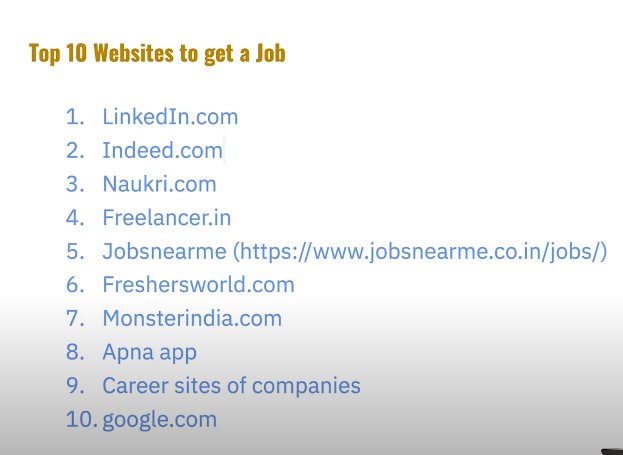 Top 10 Websites to get a Job
1. LinkedIn.com
2. Indeed.com
3. Naukri.com
4. Freelancer.in
5. Jobsnearme (https://www.jobsnearme.co.in/jobs/)
6. Freshersworld.com
7. Monsterindia.com
8. Apna app
9. Career sites of companies
10. google.com